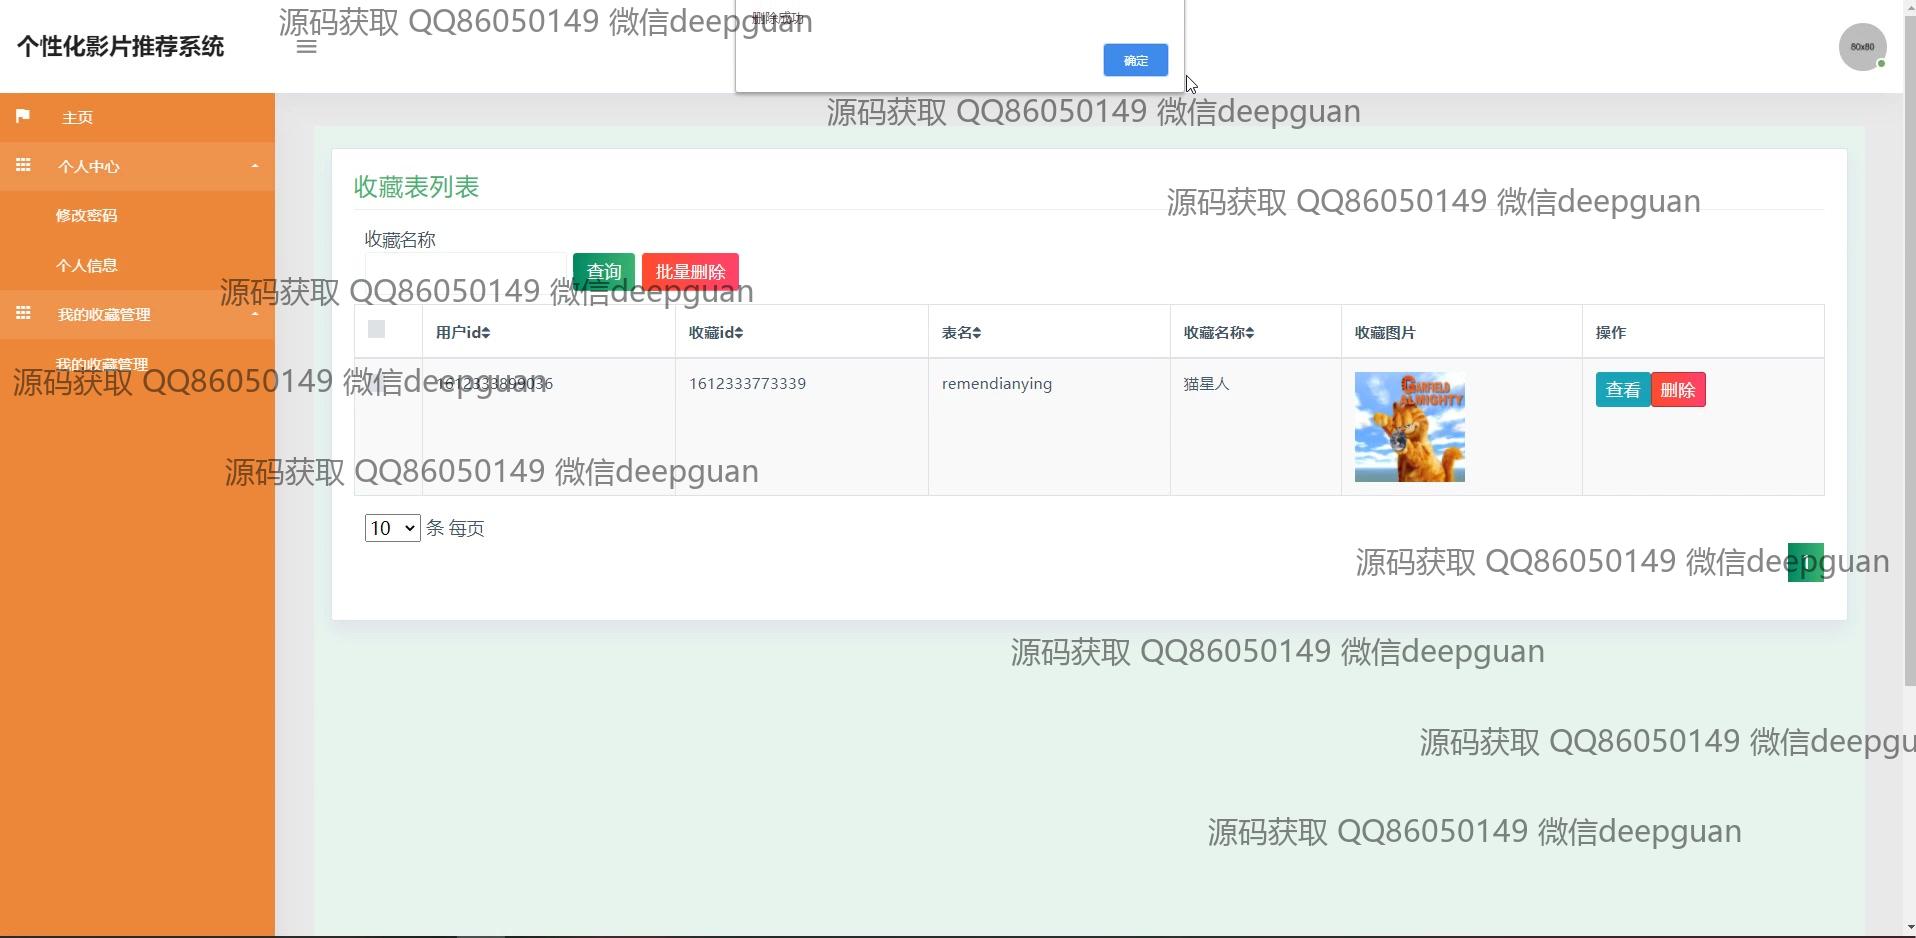 源码获取 QQ86050149 微信deepguan
删除成功
个性化影片推荐系统
确定
80x80
源码获取 QQ86050149 微信deepguan
主页
个人中心
修改密码
个人信息
我的收藏管理
我的收藏管理
收藏表列表
源码获取 QQ86050149 微信deepguan
收藏名称
查询 批量删除
源码获取 QQ86050149 微信deepguan
用户id 收藏id 表名 收藏名称 收藏图片 操作
源码获取 QQ86050149 微信deepguan
1612333899036 1612333773339 remendianying 猫星人 查看 删除
GARFIELD
ALMIGHTY
源码获取 QQ86050149 微信deepguan
10 条 每页
源码获取 QQ86050149 微信deepguan
1
源码获取 QQ86050149 微信deepguan
源码获取 QQ86050149 微信deepgu
源码获取 QQ86050149 微信deepguan